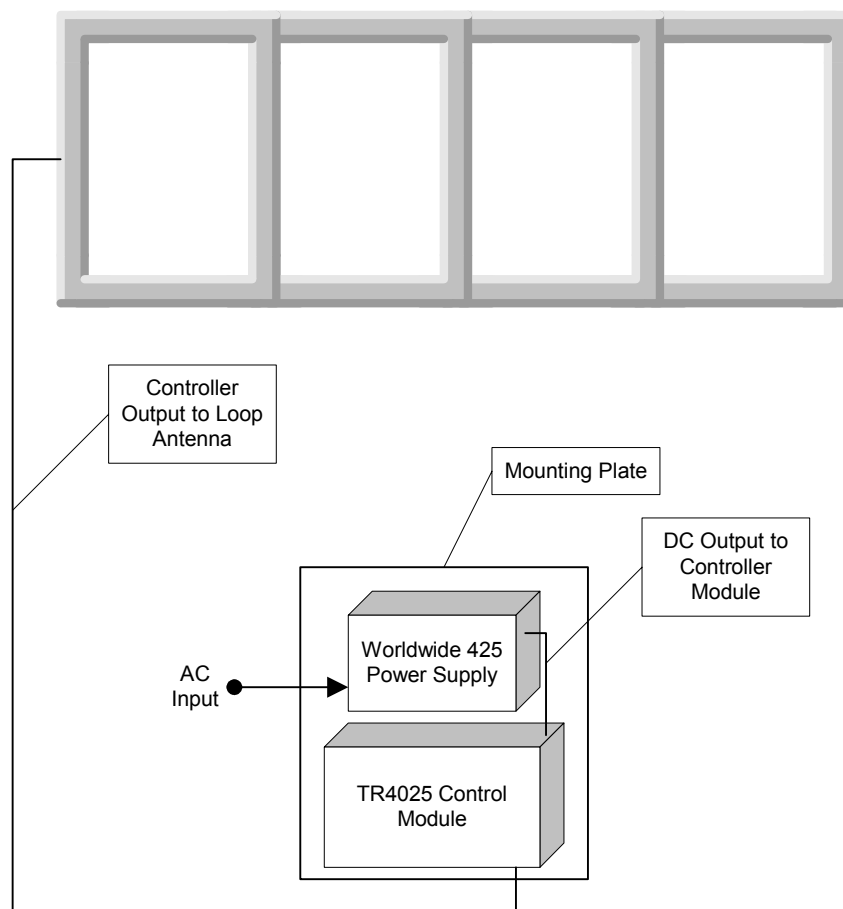 Controller
Output to Loop
Antenna
Mounting Plate
DC Output to
Controller
Module
Worldwide 425
Power Supply
AC
Input
TR4025 Control
Module